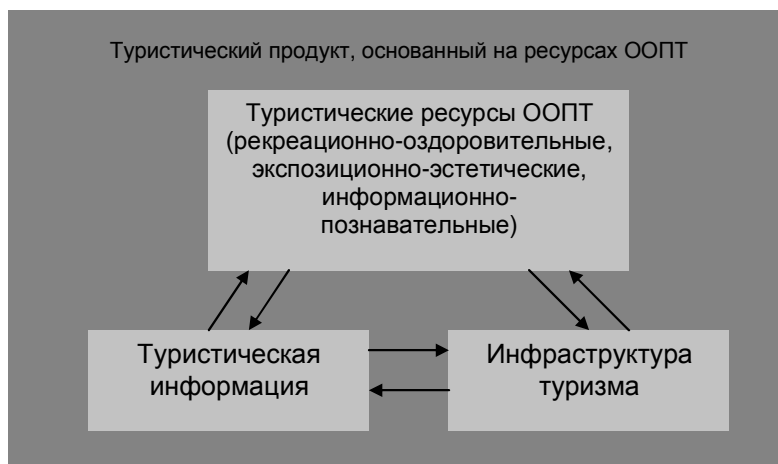 Туристический продукт, основанный на ресурсах ООПТ
Туристические ресурсы ООПТ
(рекреационно-оздоровительные,
экспозиционно-эстетические,
информационно-
познавательные)
Туристическая
информация
Инфраструктура
туризма